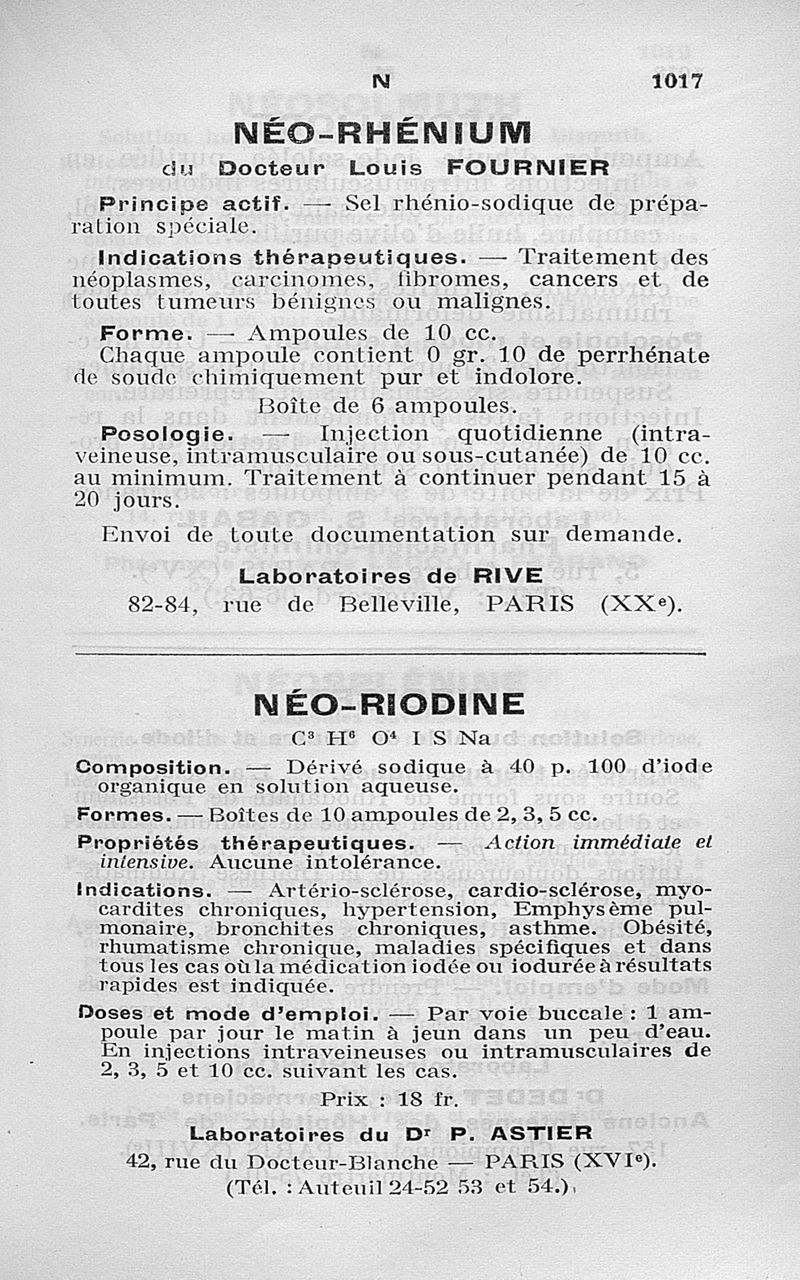 N 1017
NÉO-RHÉNIUM
du Docteur Louis FOURNIER
Principe actif. — Sel rhénio-sodique de prépa-
ration spéciale.
Indications thérapeutiques. — Traitement des
néoplasmes, carcinomes, fibromes, cancers et de
toutes tumeurs bénignes ou malignes.
Forme. — Ampoules de 10 cc.
Chaque ampoule contient 0 gr. 10 de perrhénate
de soude chimiquement pur et indolore.
Boîte de 6 ampoules.
Posologie. — Injection quotidienne (intra-
veineuse, intramusculaire ou sous-cutanée) de 10 cc.
au minimum. Traitement à continuer pendant 15 à
20 jours.
Envoi de toute documentation sur demande.
Laboratoires de RIVE
82-84, rue de Belleville, PARIS (XXᵉ).
NÉO-RIODINE
C³ H⁶ O⁴ I S Na
Composition. — Dérivé sodique à 40 p. 100 d'iode
organique en solution aqueuse.
Formes. — Boîtes de 10 ampoules de 2, 3, 5 cc.
Propriétés thérapeutiques. — Action immédiate et
intensive. Aucune intolérance.
Indications. — Artério-sclérose, cardio-sclérose, myo-
cardites chroniques, hypertension, Emphysème pul-
monaire, bronchites chroniques, asthme. Obésité,
rhumatisme chronique, maladies spécifiques et dans
tous les cas où la médication iodée ou iodurée à résultats
rapides est indiquée.
Doses et mode d'emploi. — Par voie buccale : 1 am-
poule par jour le matin à jeun dans un peu d'eau.
En injections intraveineuses ou intramusculaires de
2, 3, 5 et 10 cc. suivant les cas.
Prix : 18 fr.
Laboratoires du Dʳ P. ASTIER
42, rue du Docteur-Blanche — PARIS (XVIᵉ).
(Tél. : Auteuil 24-52 53 et 54.)